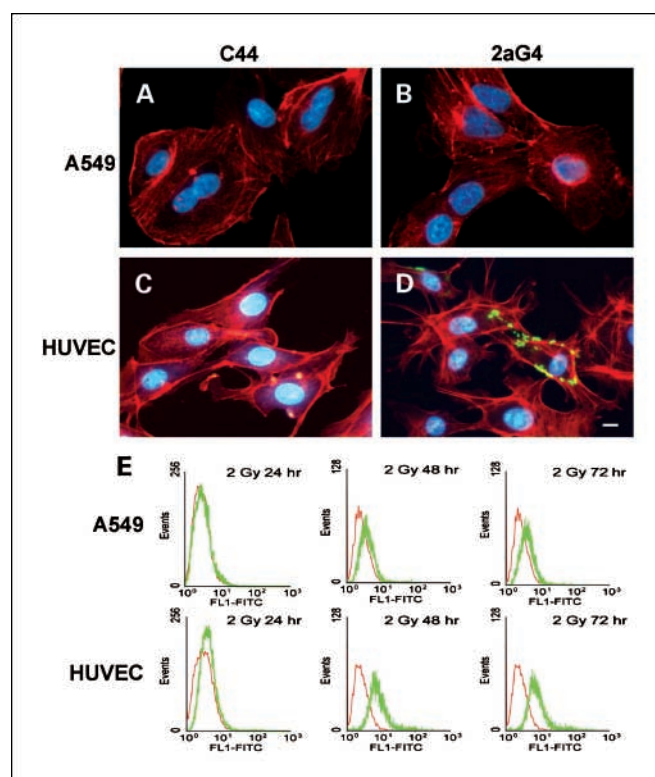 C44 2aG4
A549 A B
HUVEC C D
E
A549
256 Events 0 2 Gy 24 hr 10⁰ 10¹ 10² 10³ FL1-FITC
128 Events 0 2 Gy 48 hr 10⁰ 10¹ 10² 10³ FL1-FITC
128 Events 0 2 Gy 72 hr 10⁰ 10¹ 10² 10³ FL1-FITC
HUVEC
256 Events 0 2 Gy 24 hr 10⁰ 10¹ 10² 10³ FL1-FITC
128 Events 0 2 Gy 48 hr 10⁰ 10¹ 10² 10³ FL1-FITC
128 Events 0 2 Gy 72 hr 10⁰ 10¹ 10² 10³ FL1-FITC